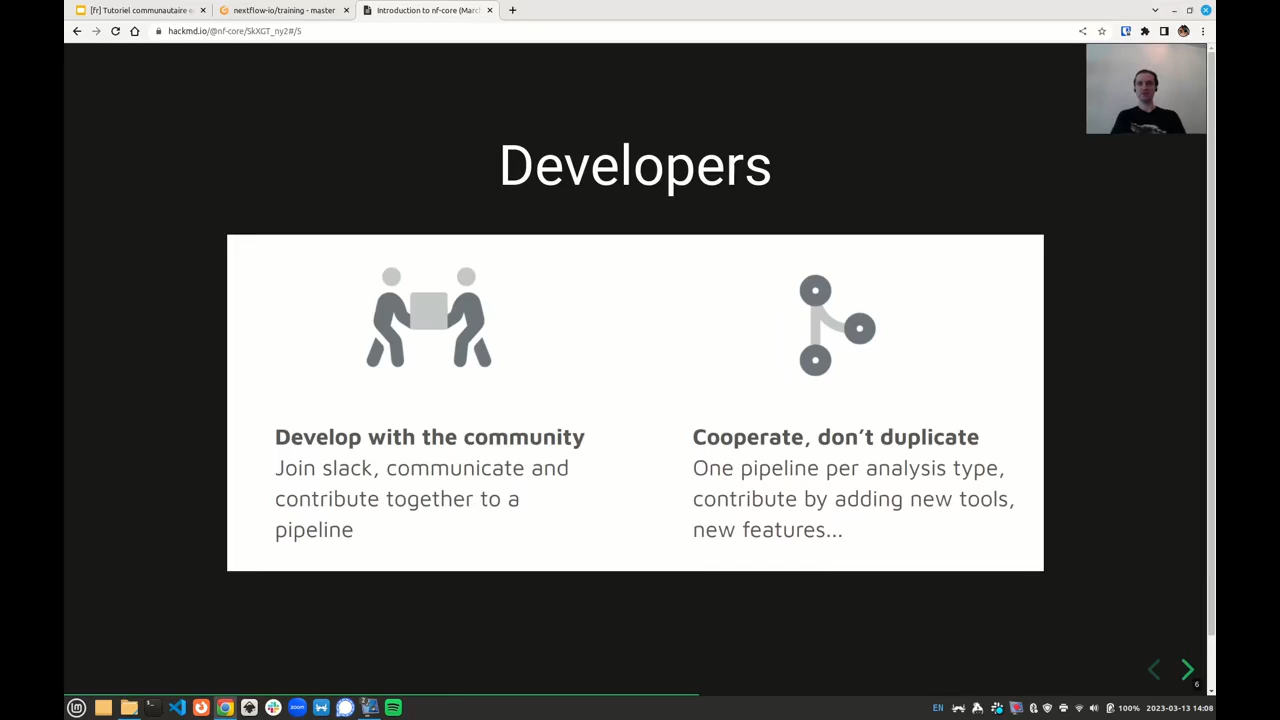 [fr] Tutoriel communautaire e
nextflow-io/training - master
Introduction to nf-core (Marc
hackmd.io/@nf-core/SkXGT_ny2#/5
Developers
Develop with the community
Join slack, communicate and
contribute together to a
pipeline
Cooperate, don’t duplicate
One pipeline per analysis type,
contribute by adding new tools,
new features...
6
zoom
EN
100%
2023-03-13 14:08